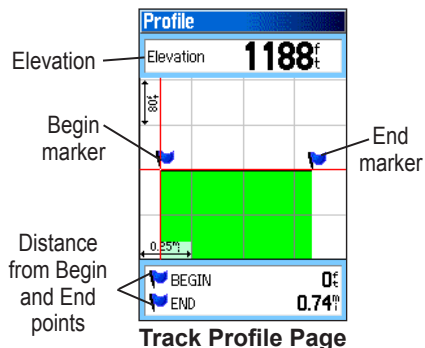 Profile
Elevation 1188ft
Elevation
80ft
Begin
marker
End
marker
0.25mi
Distance
from Begin
and End
points
BEGIN 0ft
END 0.74mi
Track Profile Page